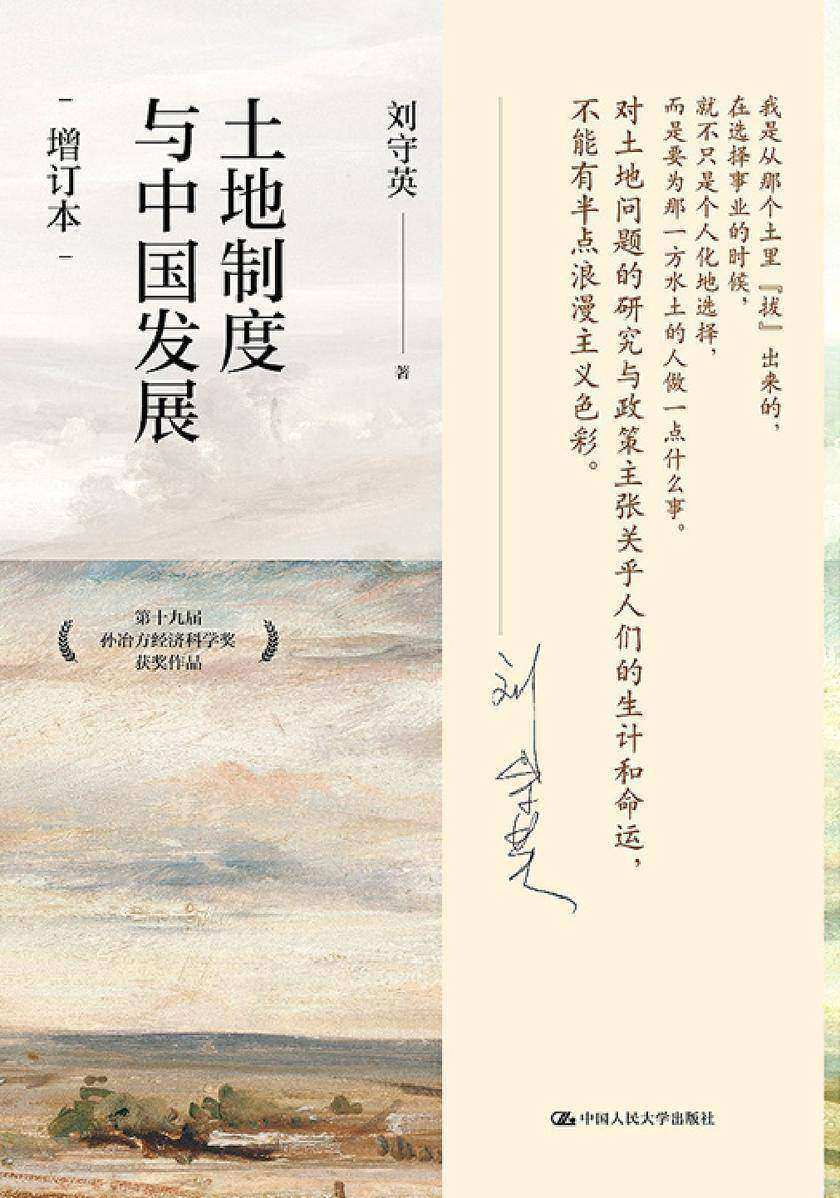 我是从那个土里『拔』出来的，
在选择事业的时候，
就不只是个人化地选择，
而是要为那一方水土的人做一点什么事。
对土地问题的研究与政策主张关乎人们的生计和命运，
不能有半点浪漫主义色彩。
刘守英
刘守英 著
土地制度
与中国发展
- 增订本 -
第十九届
孙冶方经济科学奖
获奖作品
中国人民大学出版社